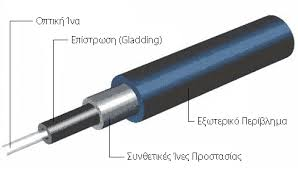 Οπτική Ίνα
Επίστρωση (Gladding)
Εξωτερικό Περίβλημα
Συνθετικές Ίνες Προστασίας